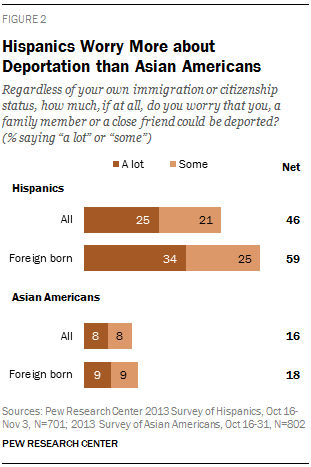 FIGURE 2
Hispanics Worry More about
Deportation than Asian Americans
Regardless of your own immigration or citizenship
status, how much, if at all, do you worry that you, a
family member or a close friend could be deported?
(% saying “a lot” or “some”)
A lot Some Net
Hispanics
All 25 21 46
Foreign born 34 25 59
Asian Americans
All 8 8 16
Foreign born 9 9 18
Sources: Pew Research Center 2013 Survey of Hispanics, Oct 16-
Nov 3, N=701; 2013 Survey of Asian Americans, Oct 16-31, N=802
PEW RESEARCH CENTER